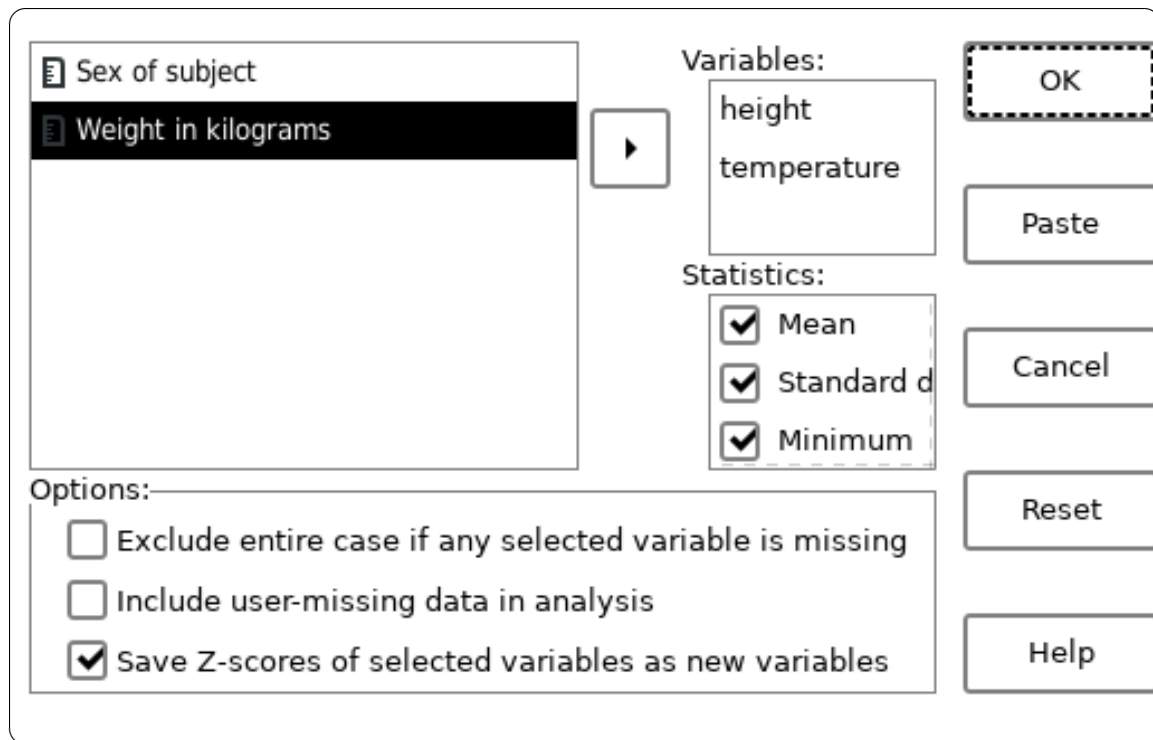 Sex of subject
Weight in kilograms
Variables:
height
temperature
Statistics:
Mean
Standard d
Minimum
Options:
Exclude entire case if any selected variable is missing
Include user-missing data in analysis
Save Z-scores of selected variables as new variables
OK
Paste
Cancel
Reset
Help